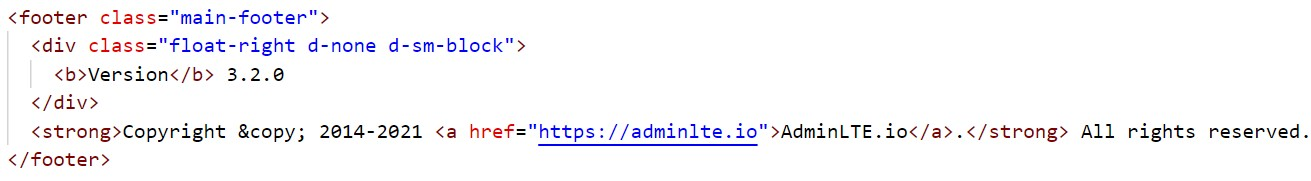 <footer class="main-footer">
<div class="float-right d-none d-sm-block">
<b>Version</b> 3.2.0
</div>
<strong>Copyright &copy; 2014-2021 <a href="https://adminlte.io">AdminLTE.io</a>.</strong> All rights reserved.
</footer>